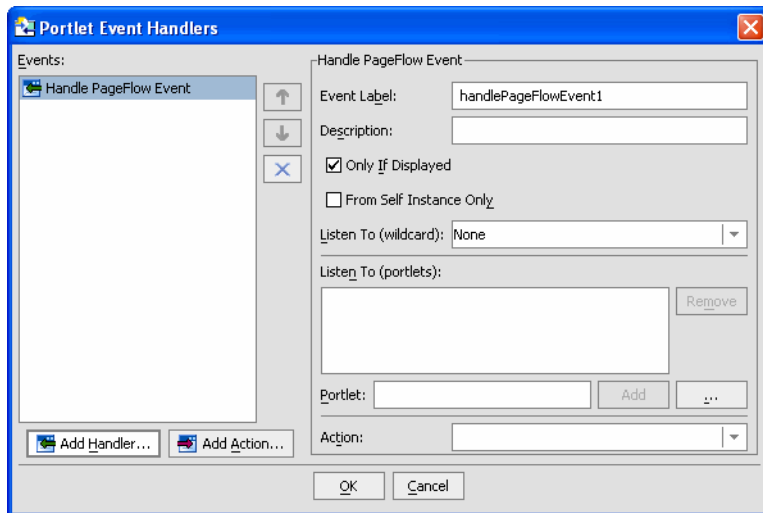 Portlet Event Handlers
Events:
Handle PageFlow Event
Add Handler...
Add Action...
Handle PageFlow Event
Event Label: handlePageFlowEvent1
Description:
Only If Displayed
From Self Instance Only
Listen To (wildcard): None
Listen To (portlets):
Remove
Portlet: Add ...
Action:
OK Cancel